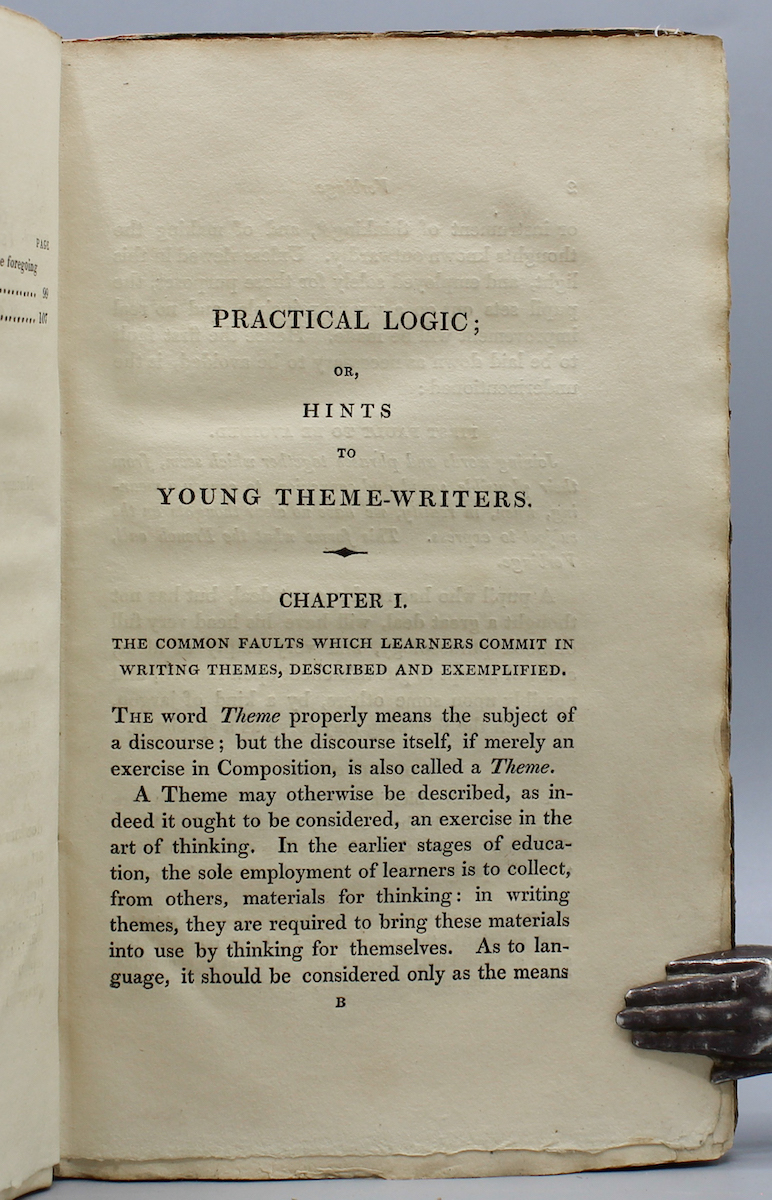 PAGE
e foregoing
99
107
PRACTICAL LOGIC;
OR,
HINTS
TO
YOUNG THEME-WRITERS.
CHAPTER I.
THE COMMON FAULTS WHICH LEARNERS COMMIT IN
WRITING THEMES, DESCRIBED AND EXEMPLIFIED.
THE word Theme properly means the subject of
a discourse; but the discourse itself, if merely an
exercise in Composition, is also called a Theme.
A Theme may otherwise be described, as in-
deed it ought to be considered, an exercise in the
art of thinking. In the earlier stages of educa-
tion, the sole employment of learners is to collect,
from others, materials for thinking: in writing
themes, they are required to bring these materials
into use by thinking for themselves. As to lan-
guage, it should be considered only as the means
B